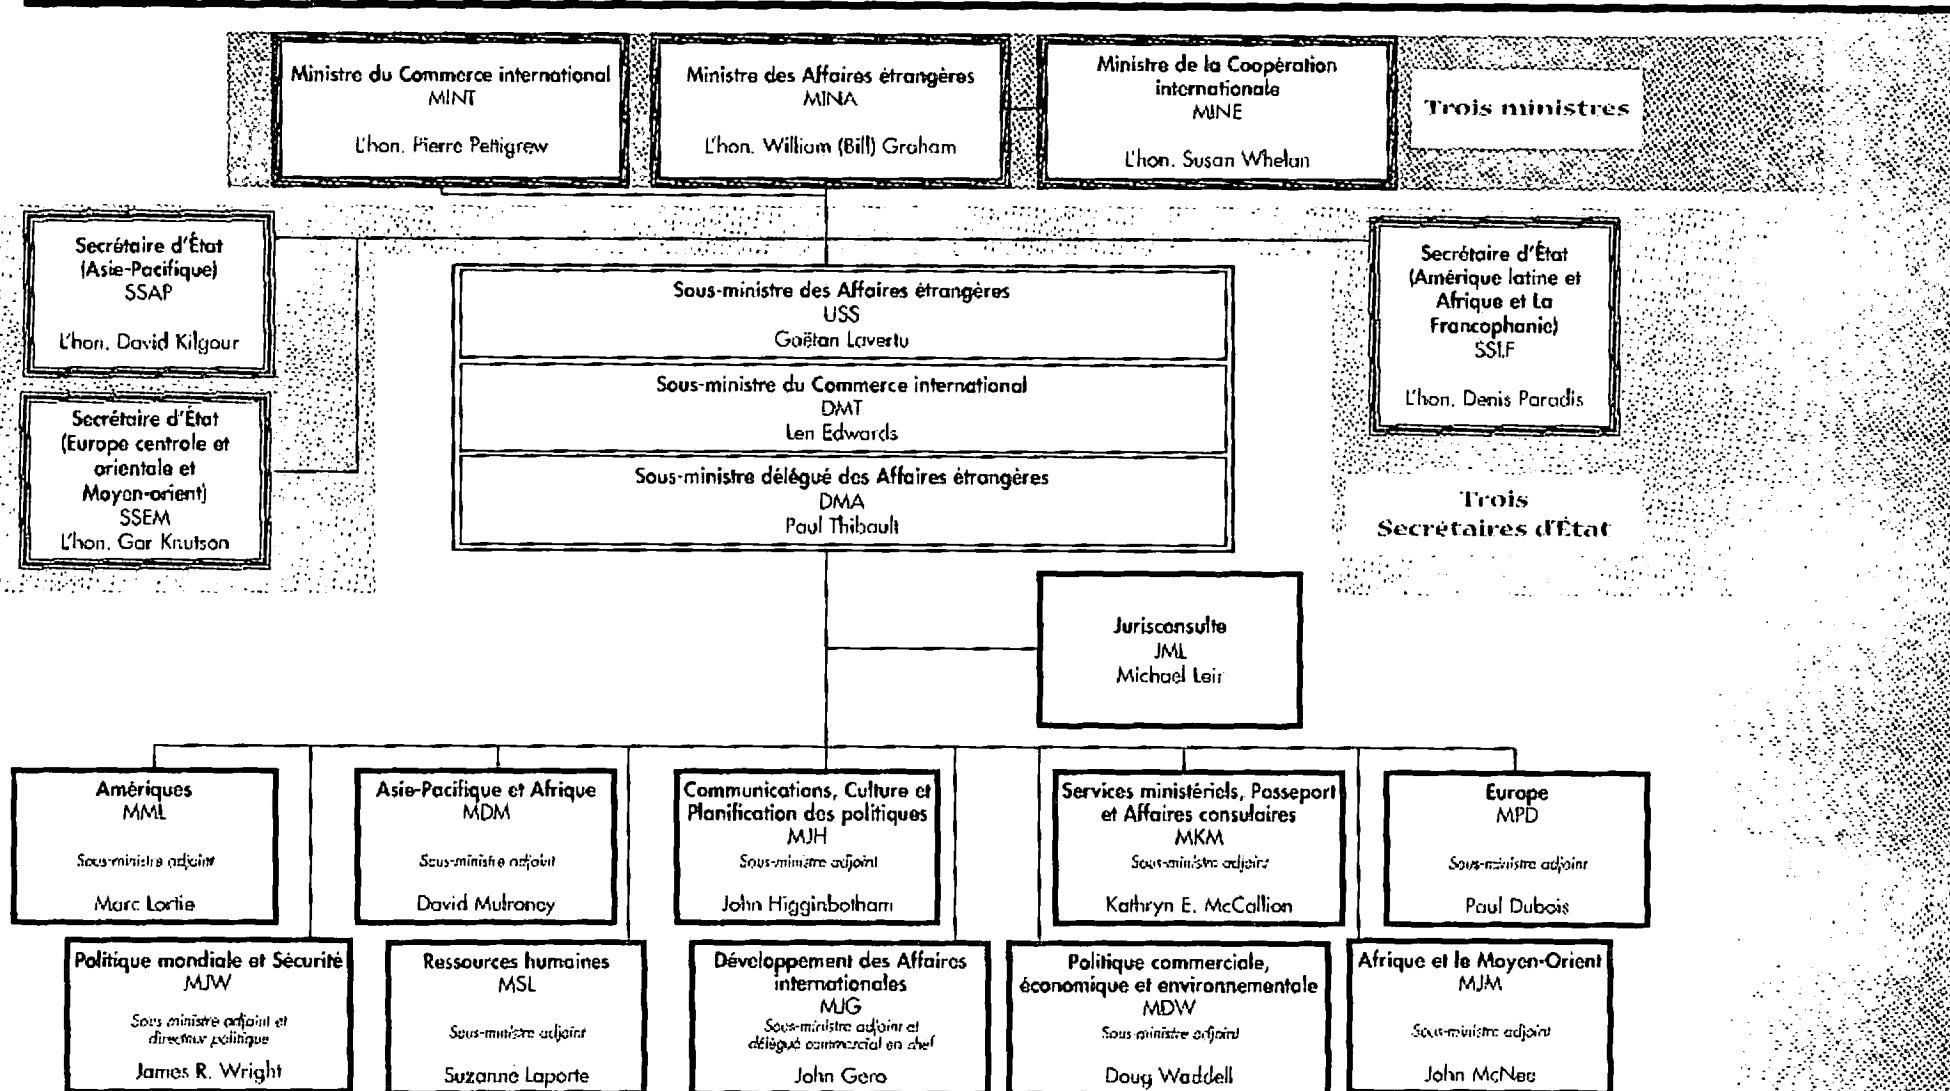 Ministre du Commerce international
MINT
L'hon. Pierre Pettigrew
Ministre des Affaires étrangères
MINA
L'hon. William (Bill) Graham
Ministre de la Coopération
internationale
MINE
L'hon. Susan Whelan
Trois ministres
Secrétaire d'État
(Asie-Pacifique)
SSAP
L'hon. David Kilgour
Secrétaire d'État
(Europe centrale et
orientale et
Moyen-orient)
SSEM
L'hon. Gar Knutson
Sous-ministre des Affaires étrangères
USS
Gaëtan Lavertu
Sous-ministre du Commerce international
DMT
Len Edwards
Sous-ministre délégué des Affaires étrangères
DMA
Paul Thibault
Secrétaire d'État
(Amérique latine et
Afrique et La
Francophonie)
SSLF
L'hon. Denis Paradis
Trois
Secrétaires d'État
Jurisconsulte
JML
Michael Leir
Amériques
MML
Sous-ministre adjoint
Marc Lortie
Asie-Pacifique et Afrique
MDM
Sous-ministre adjoint
David Mulroney
Communications, Culture et
Planification des politiques
MJH
Sous-ministre adjoint
John Higginbotham
Services ministériels, Passeport
et Affaires consulaires
MKM
Sous-ministre adjoint
Kathryn E. McCallion
Europe
MPD
Sous-ministre adjoint
Paul Dubois
Politique mondiale et Sécurité
MJW
Sous ministre adjoint et
directeur politique
James R. Wright
Ressources humaines
MSL
Sous-ministre adjoint
Suzanne Laporte
Développement des Affaires
internationales
MJG
Sous-ministre adjoint et
délégué commercial en chef
John Gero
Politique commerciale,
économique et environnementale
MDW
Sous-ministre adjoint
Doug Waddell
Afrique et le Moyen-Orient
MJM
Sous-ministre adjoint
John McNee